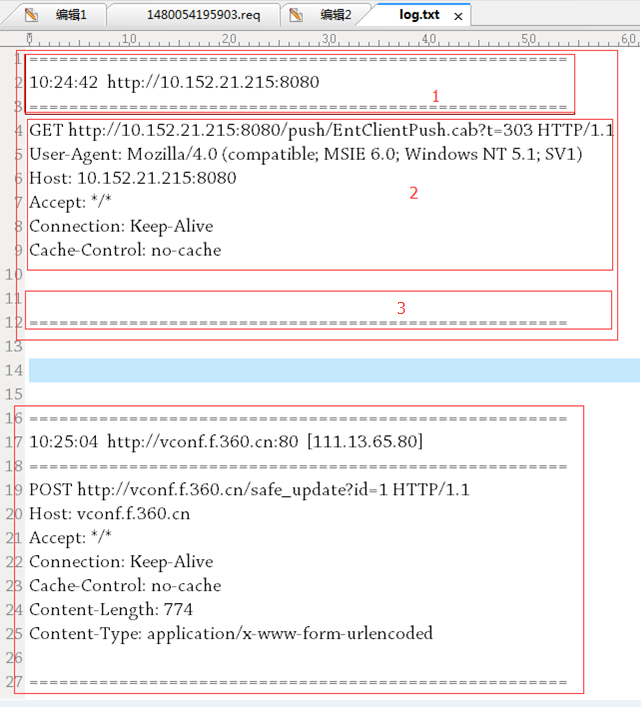 编辑1 1480054195903.req 编辑2 log.txt ×
0 10 20 30 40 50 60
1 ======================================================
2 10:24:42 http://10.152.21.215:8080
1
3 ======================================================
4 GET http://10.152.21.215:8080/push/EntClientPush.cab?t=303 HTTP/1.1
5 User-Agent: Mozilla/4.0 (compatible; MSIE 6.0; Windows NT 5.1; SV1)
6 Host: 10.152.21.215:8080
2
7 Accept: */*
8 Connection: Keep-Alive
9 Cache-Control: no-cache
10
11
3
12 ======================================================
13
14
15
16 ======================================================
17 10:25:04 http://vconf.f.360.cn:80 [111.13.65.80]
18 ======================================================
19 POST http://vconf.f.360.cn/safe_update?id=1 HTTP/1.1
20 Host: vconf.f.360.cn
21 Accept: */*
22 Connection: Keep-Alive
23 Cache-Control: no-cache
24 Content-Length: 774
25 Content-Type: application/x-www-form-urlencoded
26
27 ======================================================